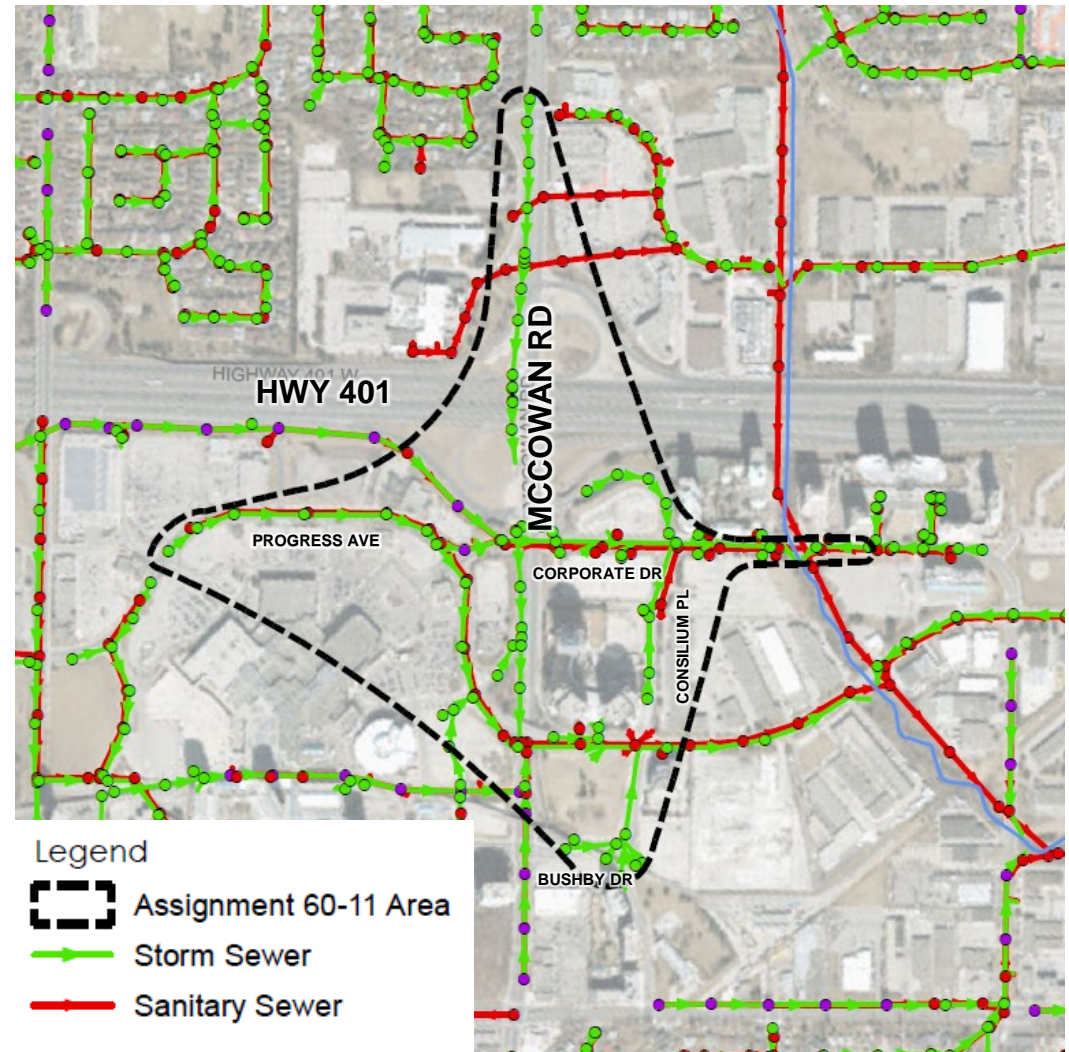 HIGHWAY 401 W
HWY 401
MCCOWAN RD
PROGRESS AVE
CORPORATE DR
CONSILIUM PL
BUSHBY DR
Legend
Assignment 60-11 Area
Storm Sewer
Sanitary Sewer